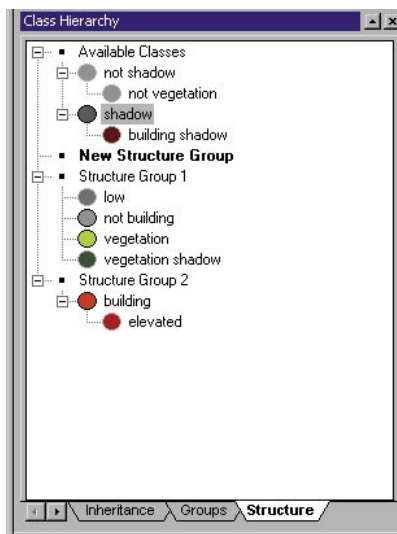 Class Hierarchy
Available Classes
not shadow
not vegetation
shadow
building shadow
New Structure Group
Structure Group 1
low
not building
vegetation
vegetation shadow
Structure Group 2
building
elevated
Inheritance Groups Structure